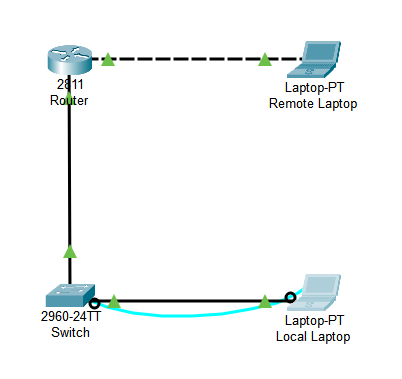 2811
Router
Laptop-PT
Remote Laptop
2960-24TT
Switch
Laptop-PT
Local Laptop